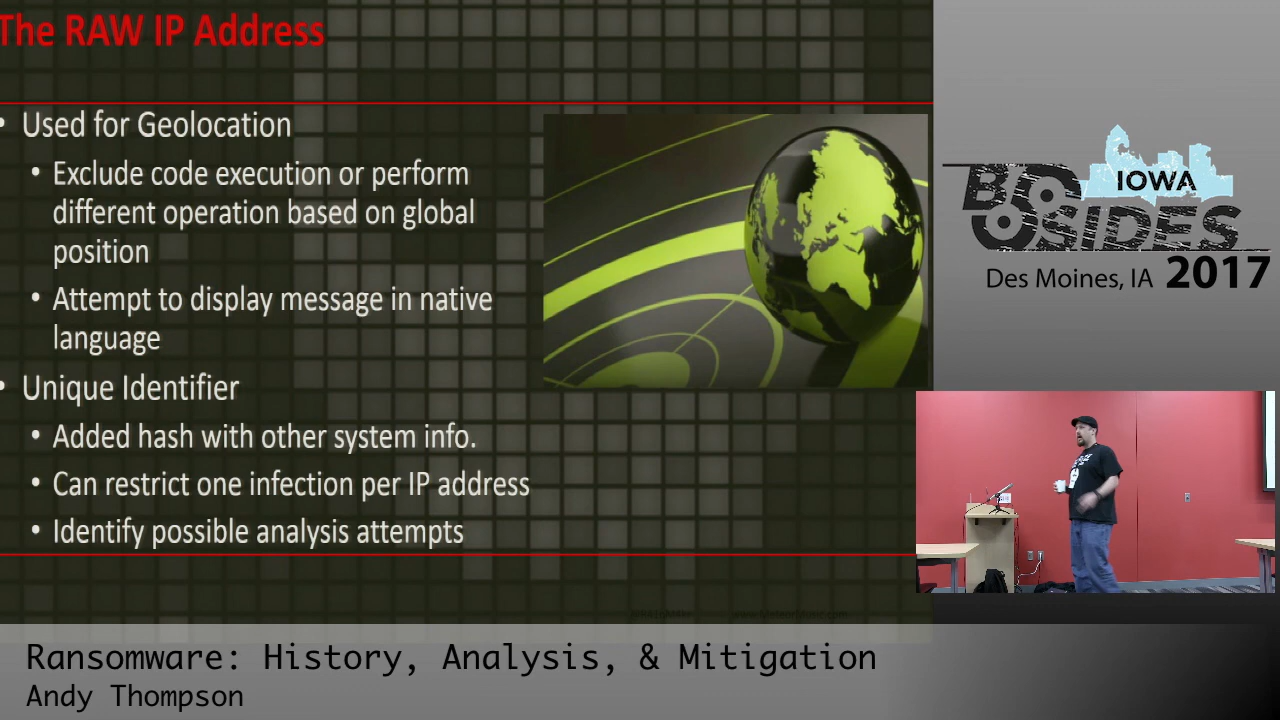 The RAW IP Address
• Used for Geolocation
• Exclude code execution or perform
different operation based on global
position
• Attempt to display message in native
language
• Unique Identifier
• Added hash with other system info.
• Can restrict one infection per IP address
• Identify possible analysis attempts
IOWA
BSIDES
Des Moines, IA 2017
Ransomware: History, Analysis, & Mitigation
Andy Thompson